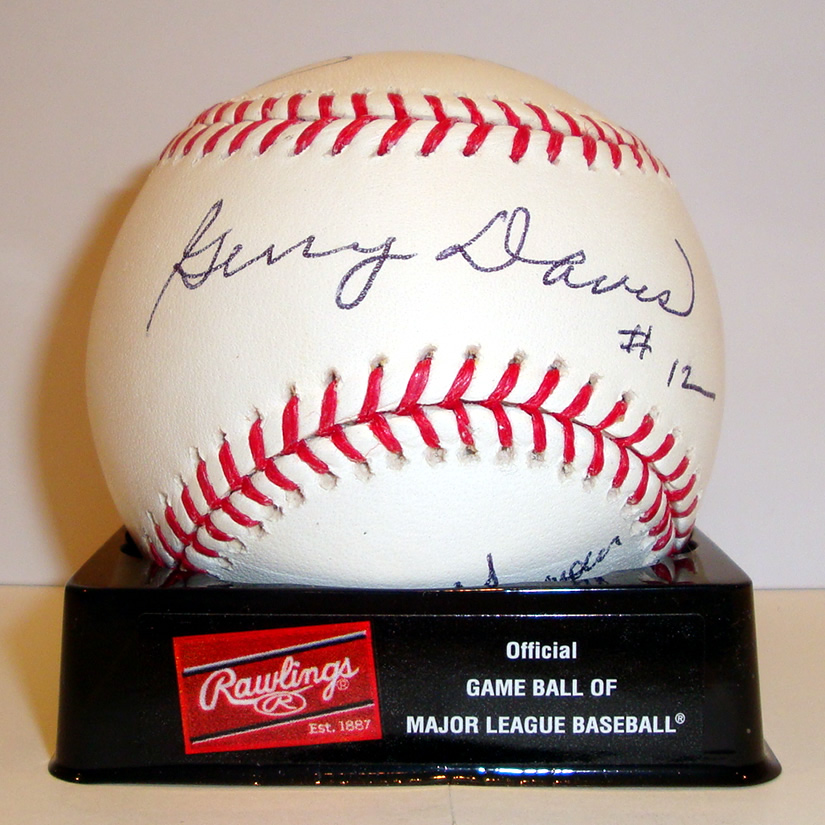 Gerry Davis
# 12
Rawlings®
R
Est. 1887
Official
GAME BALL OF
MAJOR LEAGUE BASEBALL®